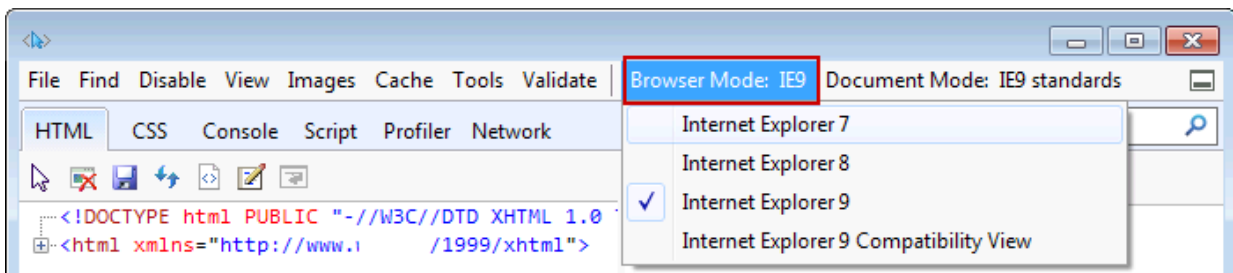 File Find Disable View Images Cache Tools Validate Browser Mode: IE9 Document Mode: IE9 standards
HTML CSS Console Script Profiler Network
Internet Explorer 7
Internet Explorer 8
Internet Explorer 9
Internet Explorer 9 Compatibility View
<!DOCTYPE html PUBLIC "-//W3C//DTD XHTML 1.0
<html xmlns="http://www. /1999/xhtml">